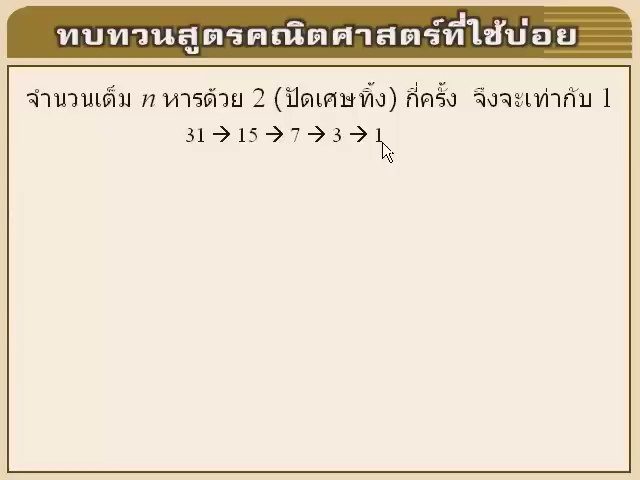 ทบทวนสูตรคณิตศาสตร์ที่ใช้บ่อย
จำนวนเต็ม n หารด้วย 2 (ปัดเศษทิ้ง) กี่ครั้ง จึงจะเท่ากับ 1
31 → 15 → 7 → 3 → 1